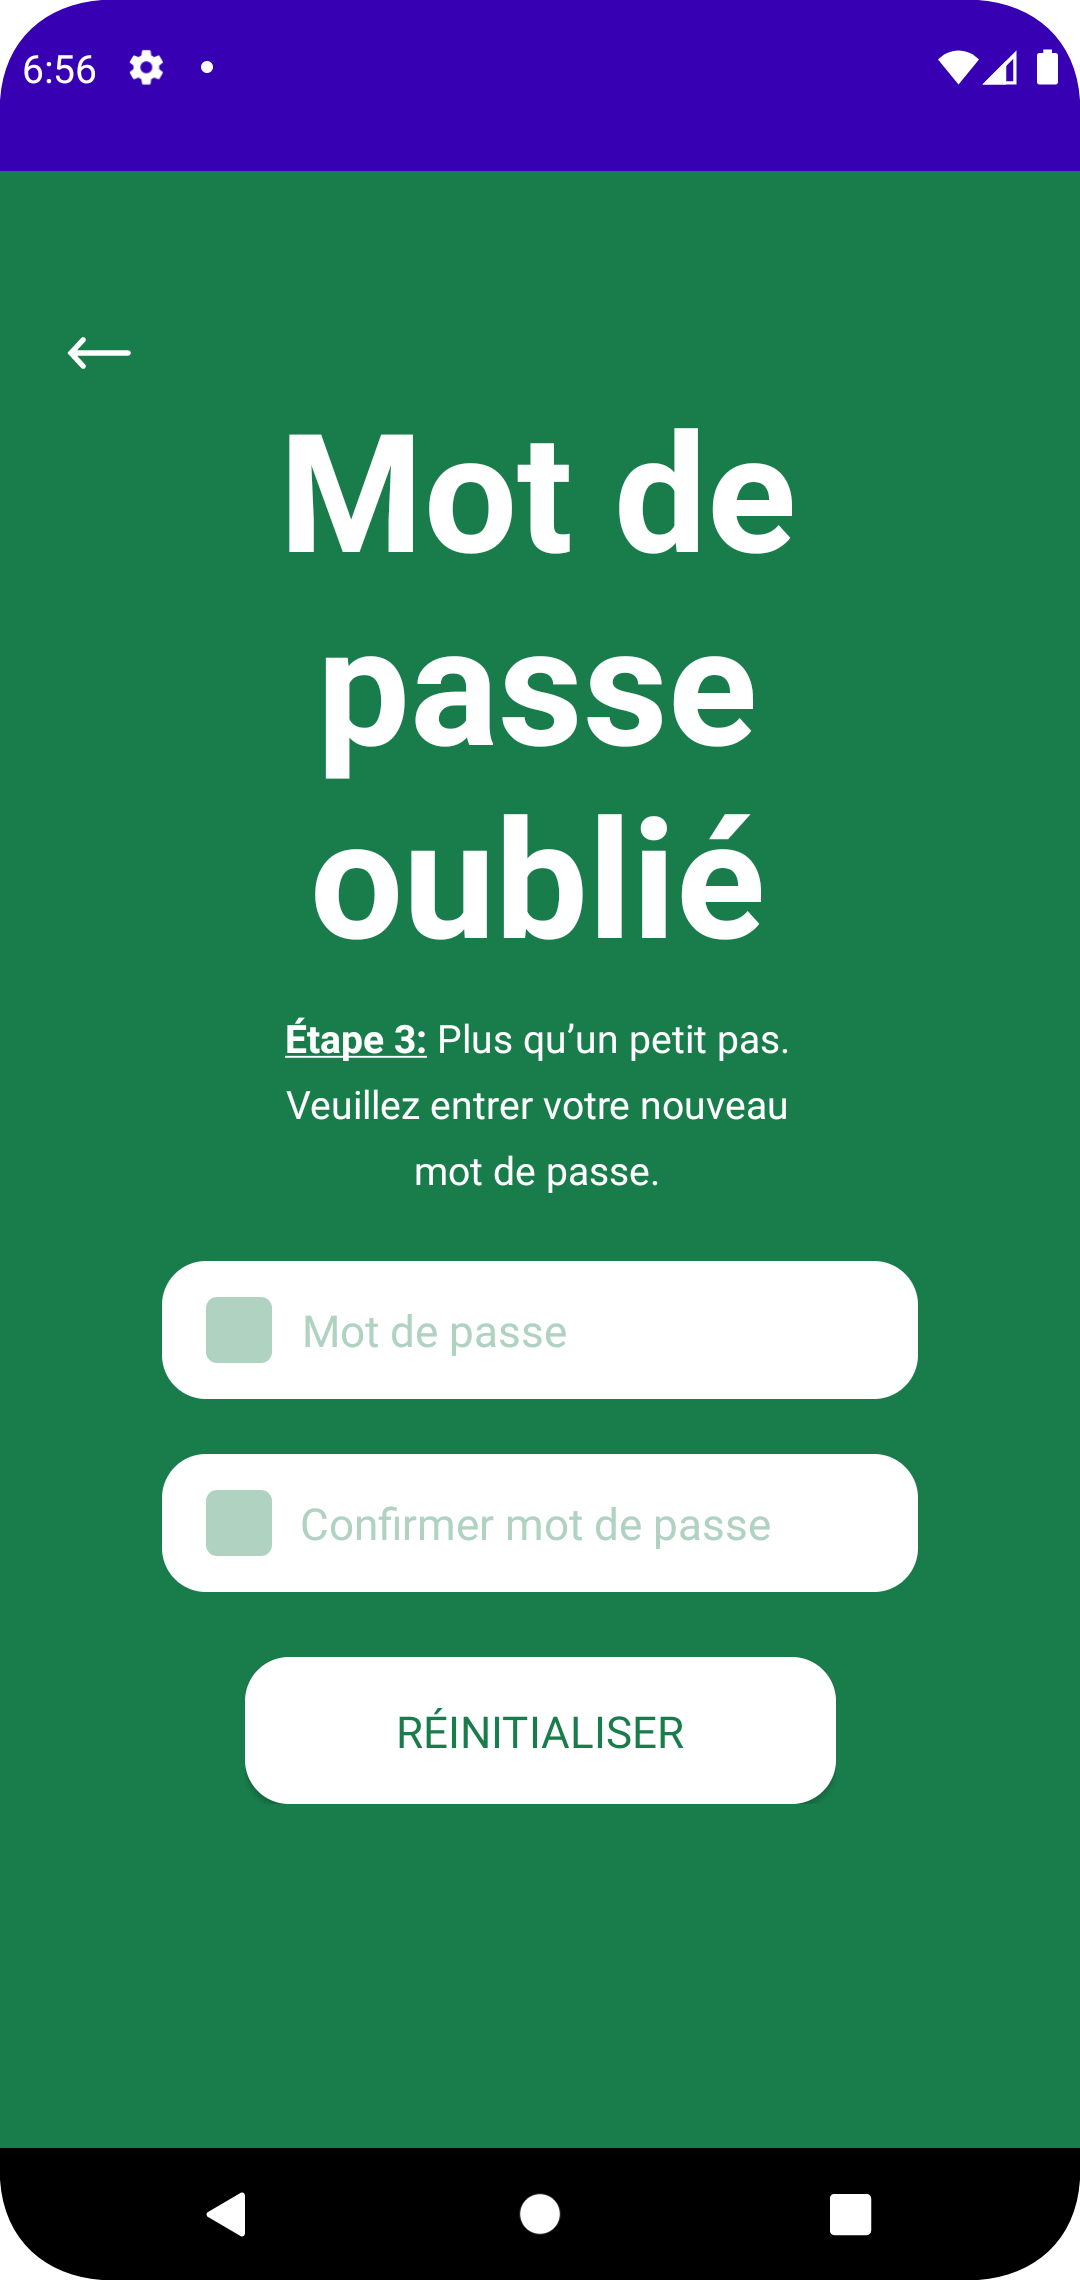 6:56
Mot de
passe
oublié
Étape 3: Plus qu’un petit pas.
Veuillez entrer votre nouveau
mot de passe.
Mot de passe
Confirmer mot de passe
RÉINITIALISER